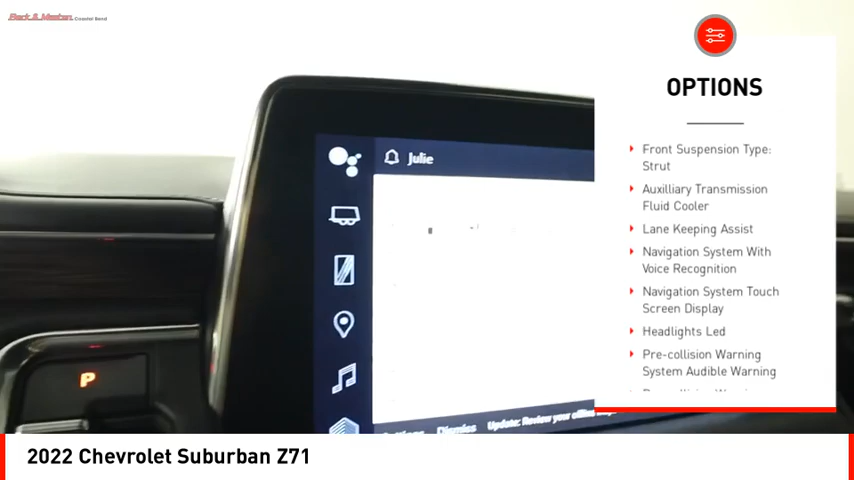 Beck & Masten Coastal Bend
OPTIONS
Julie
Front Suspension Type:
Strut
Auxilliary Transmission
Fluid Cooler
Lane Keeping Assist
Navigation System With
Voice Recognition
Navigation System Touch
Screen Display
Headlights Led
Pre-collision Warning
System Audible Warning
P
Dismiss Update: Review your
2022 Chevrolet Suburban Z71